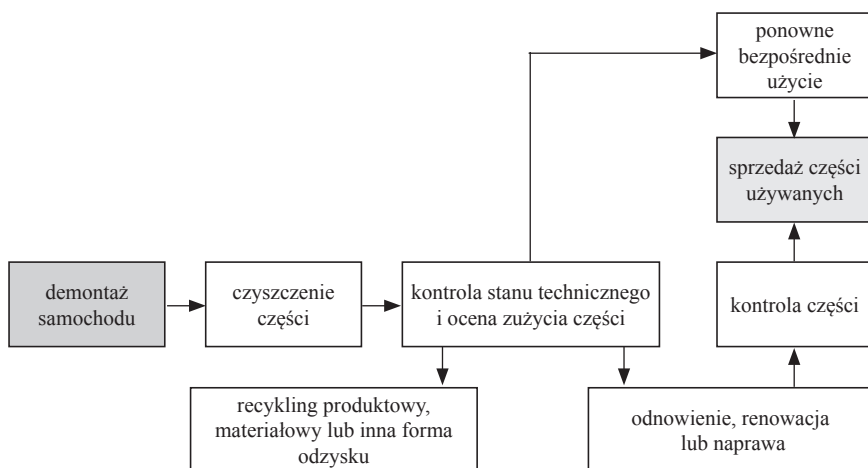 ponowne
bezpośrednie
użycie
sprzedaż części
używanych
demontaż
samochodu
czyszczenie
części
kontrola stanu technicznego
i ocena zużycia części
kontrola części
recykling produktowy,
materiałowy lub inna forma
odzysku
odnowienie, renowacja
lub naprawa